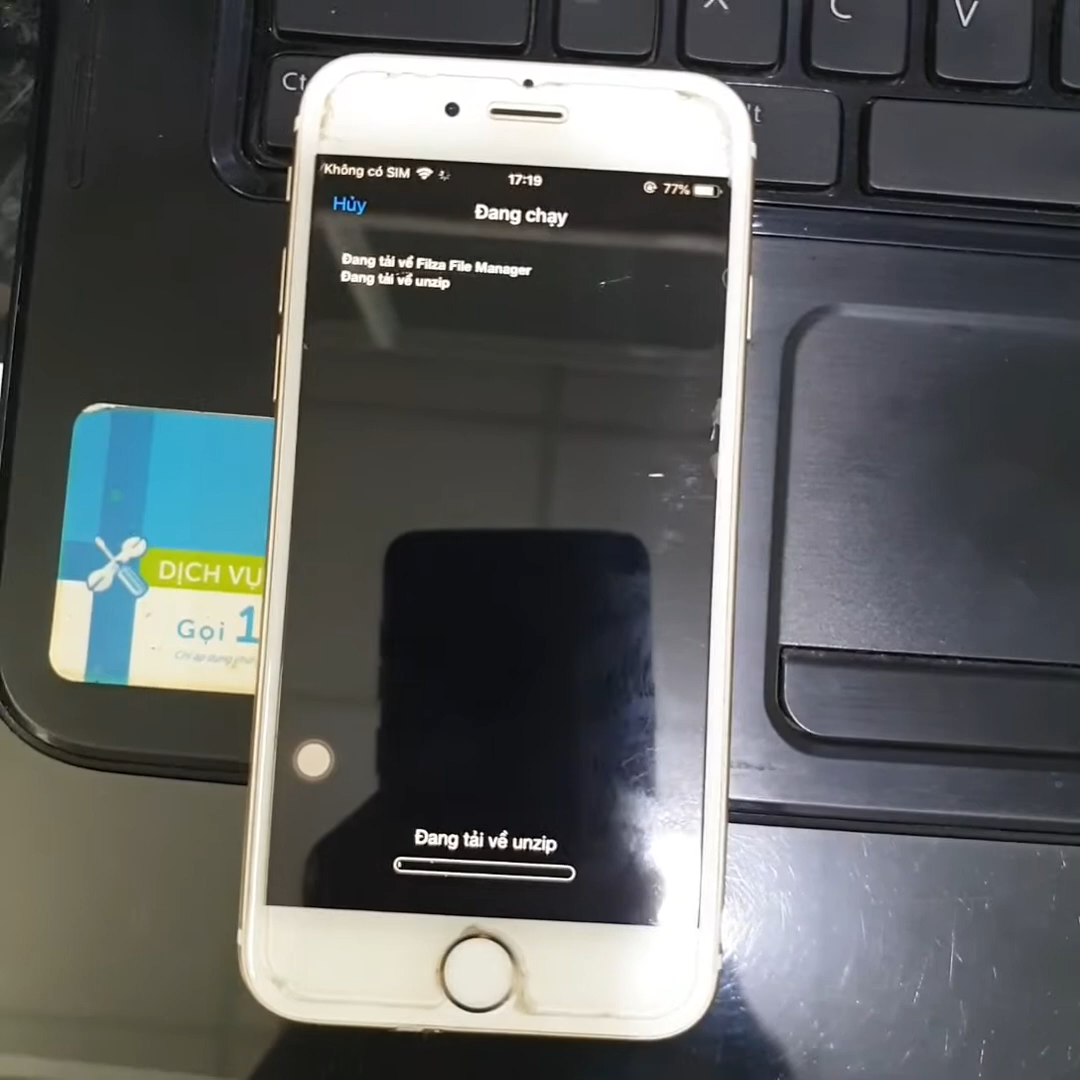 X
C
V
Không có SIM
17:19
77%
Hủy
Đang chạy
Đang tải về Filza File Manager
Đang tải về unzip
DỊCH VỤ
Gọi 1
Đang tải về unzip